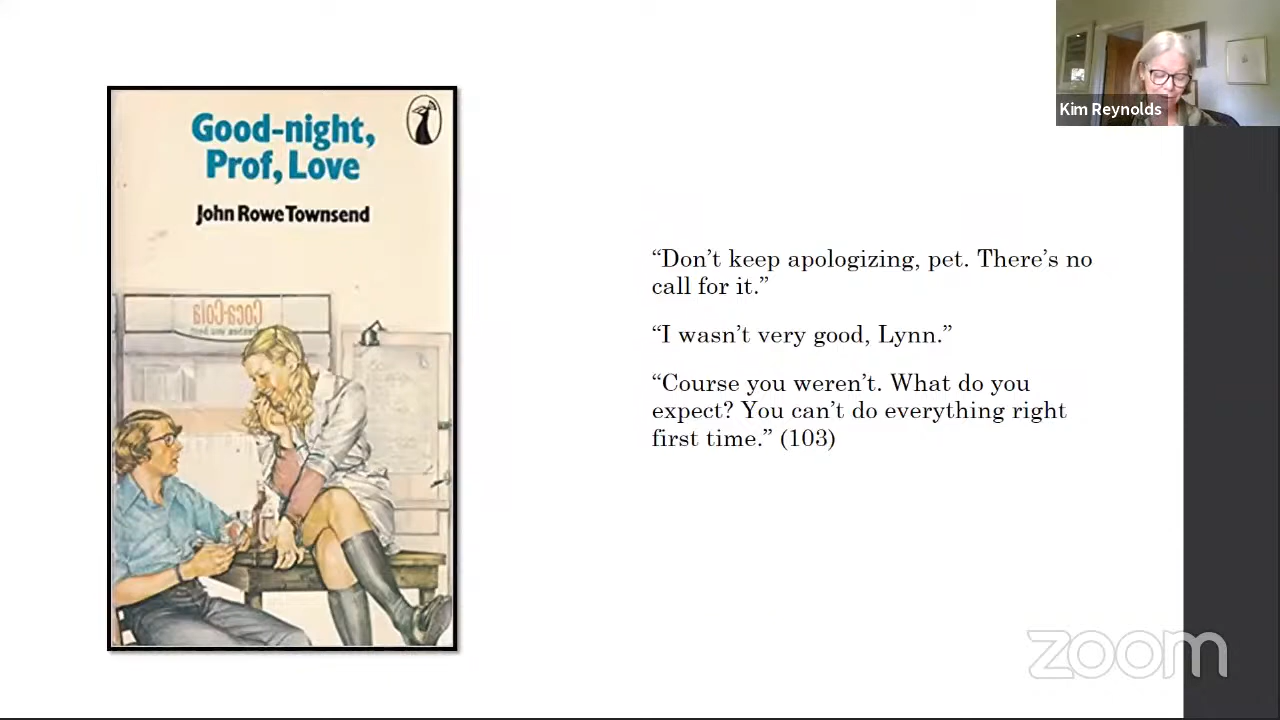 Good-night,
Prof, Love
John Rowe Townsend
Coca-Cola
“Don’t keep apologizing, pet. There’s no
call for it.”
“I wasn’t very good, Lynn.”
“Course you weren’t. What do you
expect? You can’t do everything right
first time.” (103)
Kim Reynolds
zoom